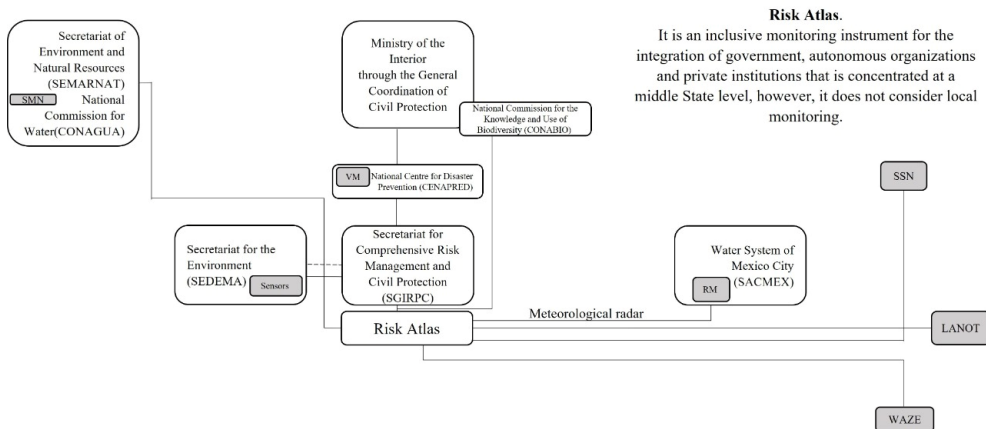 Secretariat of
Environment and
Natural Resources
(SEMARNAT)
SMN National
Commission for
Water(CONAGUA)
Ministry of the
Interior
through the General
Coordination of
Civil Protection
National Commission for the
Knowledge and Use of
Biodiversity (CONABIO)
Risk Atlas.
It is an inclusive monitoring instrument for the
integration of government, autonomous organizations
and private institutions that is concentrated at a
middle State level, however, it does not consider local
monitoring.
VM National Centre for Disaster
Prevention (CENAPRED)
SSN
Secretariat for the
Environment
(SEDEMA) Sensors
Secretariat for
Comprehensive Risk
Management and
Civil Protection
(SGIRPC)
Water System of
Mexico City
(SACMEX)
RM
Meteorological radar
Risk Atlas
LANOT
WAZE